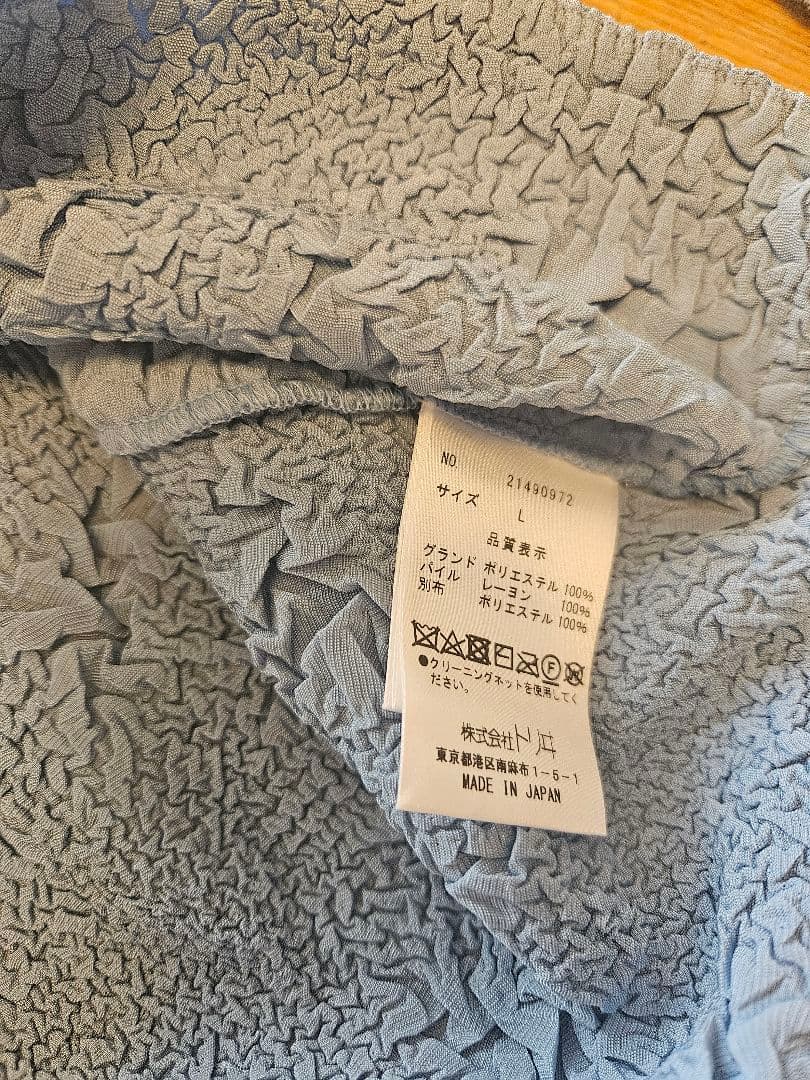 NO. 21490972
サイズ L
品質表示
グランド ポリエステル 100%
パイル レーヨン 100%
別布 ポリエステル 100%
●クリーニングネットを使用して
ださい。
株式会社
東京都港区南麻布1-5-1
MADE IN JAPAN